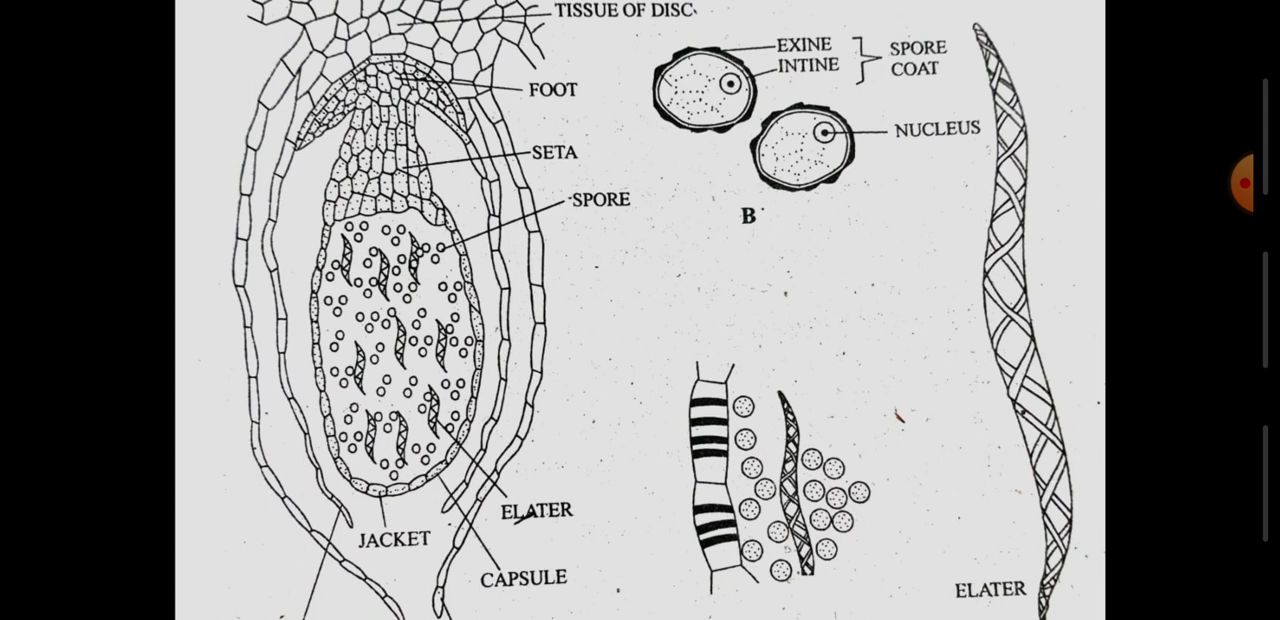 TISSUE OF DISC
FOOT
SETA
SPORE
JACKET
ELATER
CAPSULE
EXINE
INTINE
SPORE
COAT
NUCLEUS
B
ELATER